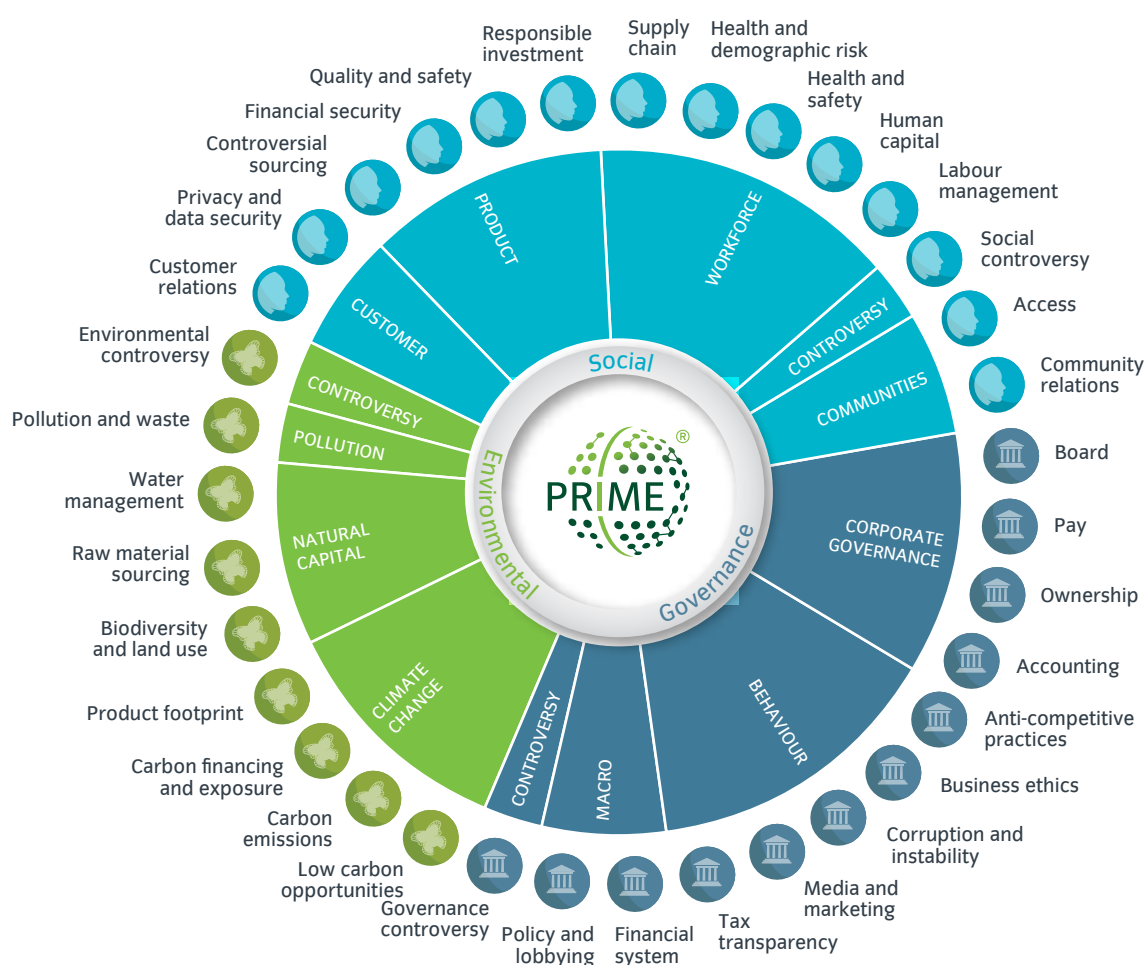 Responsible
investment
Supply
chain
Health and
demographic risk
Health and
safety
Human
capital
Labour
management
Social
controversy
Access
Community
relations
Board
Pay
Ownership
Accounting
Anti-competitive
practices
Business ethics
Corruption and
instability
Media and
marketing
Tax
transparency
Financial
system
Policy and
lobbying
Governance
controversy
Low carbon
opportunities
Carbon
emissions
Carbon financing
and exposure
Product footprint
Biodiversity
and land use
Raw material
sourcing
Water
management
Pollution and waste
Environmental
controversy
Customer
relations
Privacy and
data security
Controversial
sourcing
Financial security
Quality and safety
PRODUCT
WORKFORCE
CONTROVERSY
COMMUNITIES
CORPORATE
GOVERNANCE
BEHAVIOUR
MACRO
CONTROVERSY
CLIMATE
CHANGE
NATURAL
CAPITAL
POLLUTION
CONTROVERSY
CUSTOMER
Social
Governance
Environmental
PRIME®